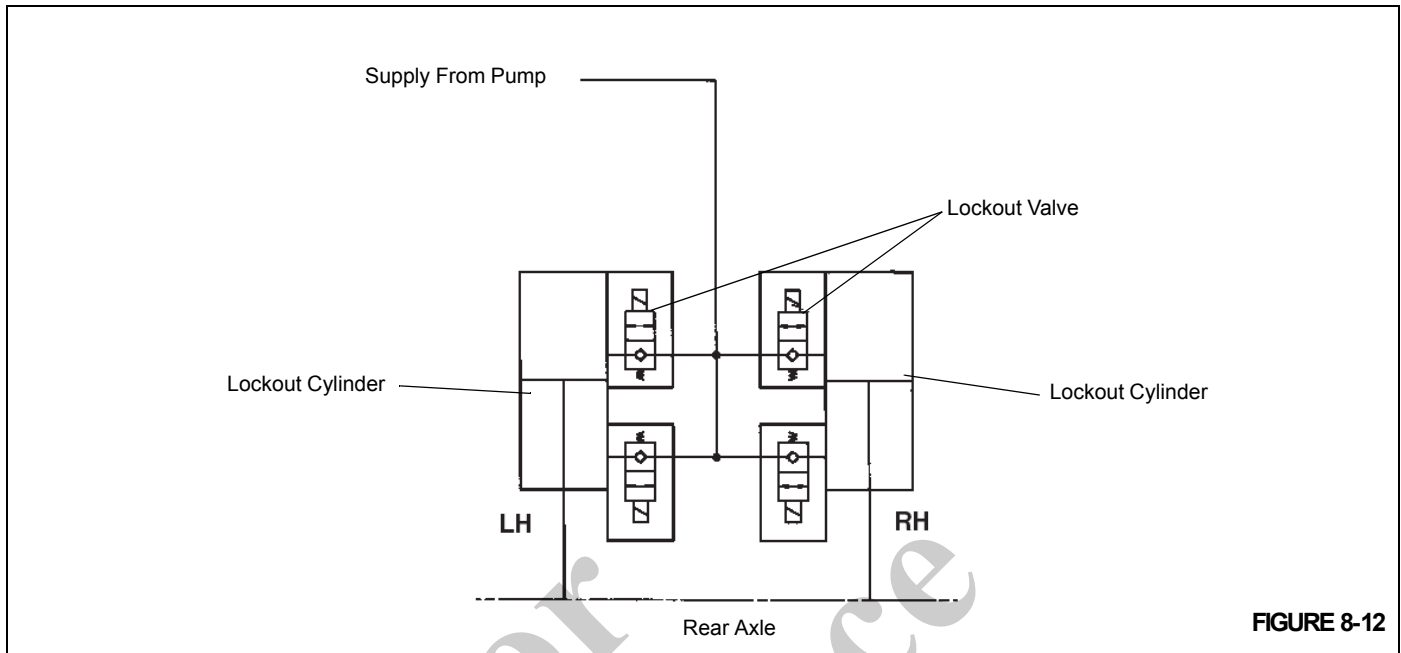 Supply From Pump
Lockout Valve
Lockout Cylinder
Lockout Cylinder
LH
RH
Rear Axle
FIGURE 8-12